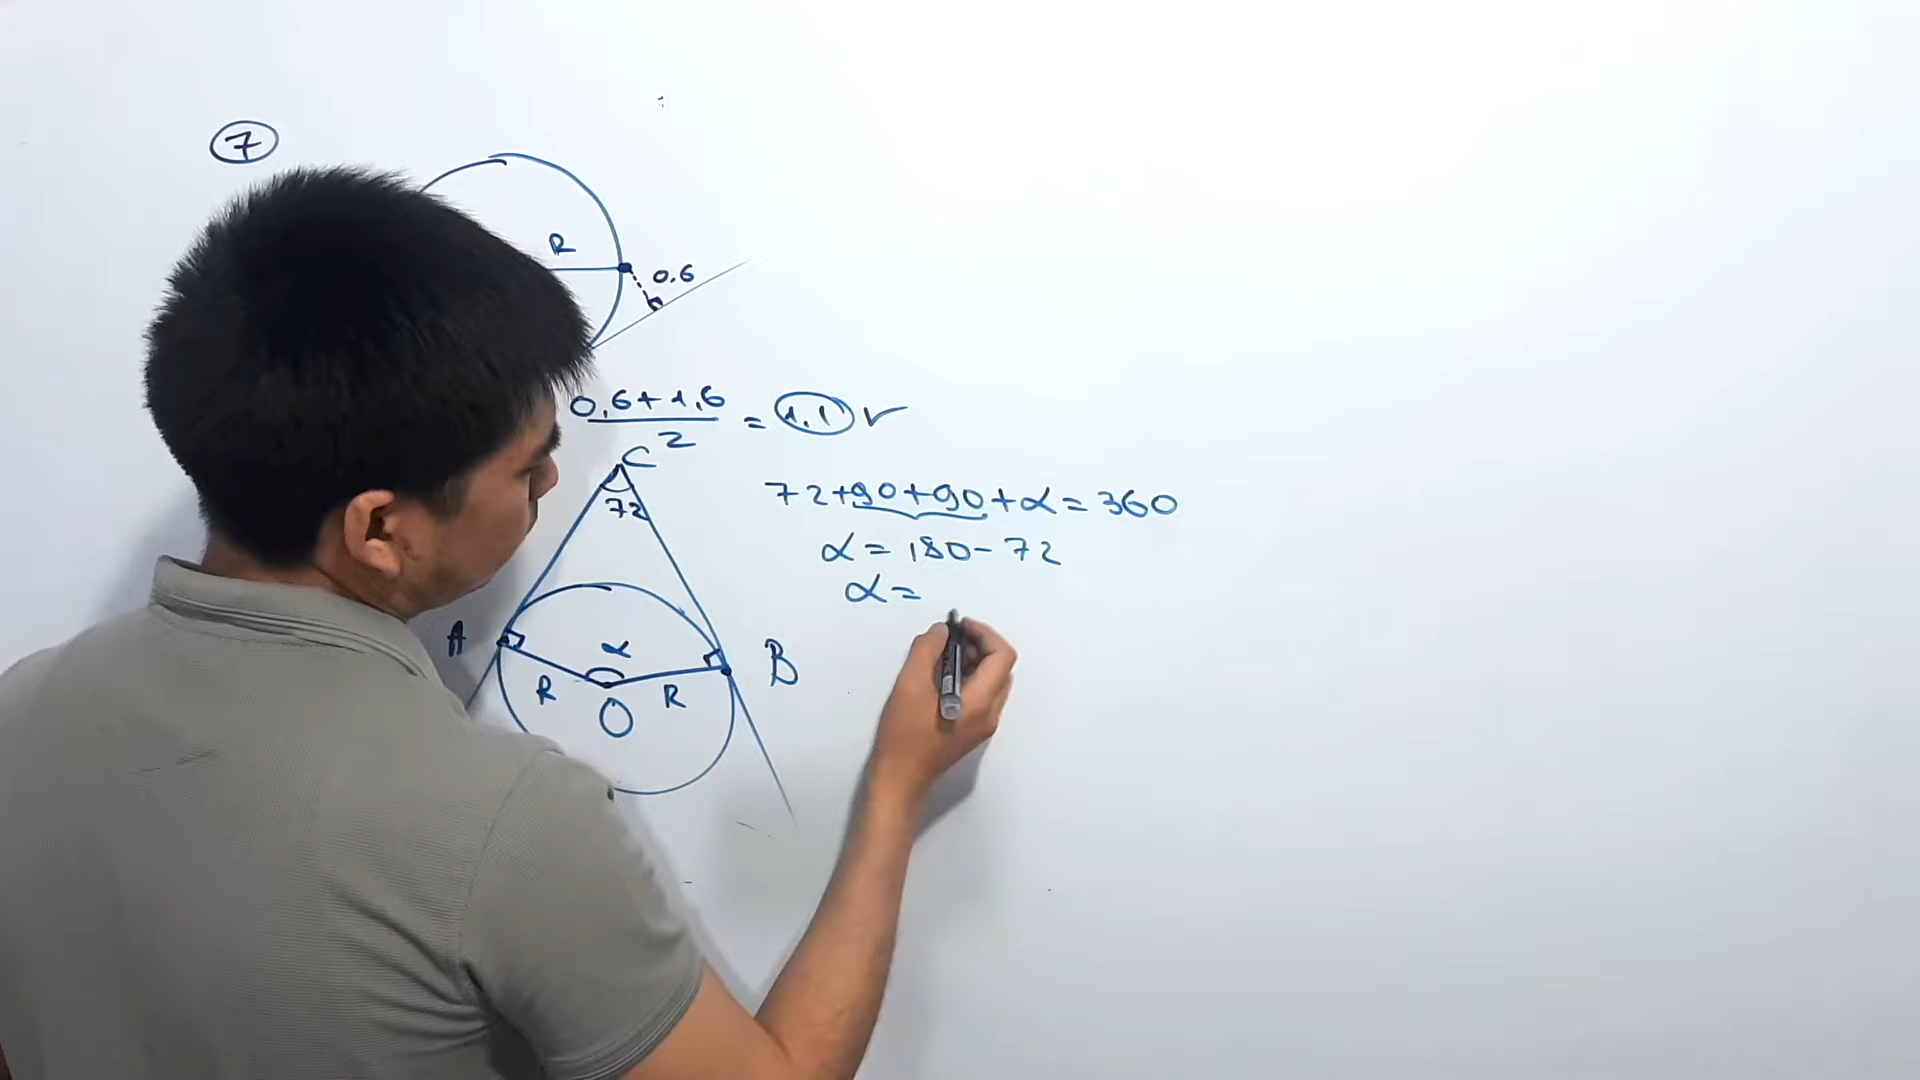 7
R
0.6
0,6+1,6
2
= 1.1 ✓
C
72
72+90+90+α=360
α=180-72
α=
A
α
B
R
R
O